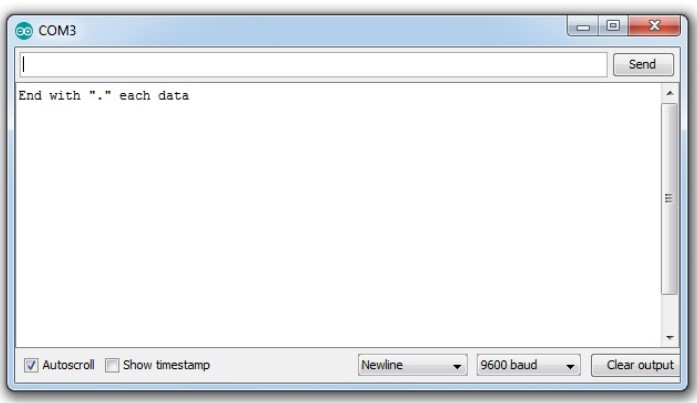 COM3
Send
End with "." each data
Autoscroll Show timestamp Newline 9600 baud Clear output